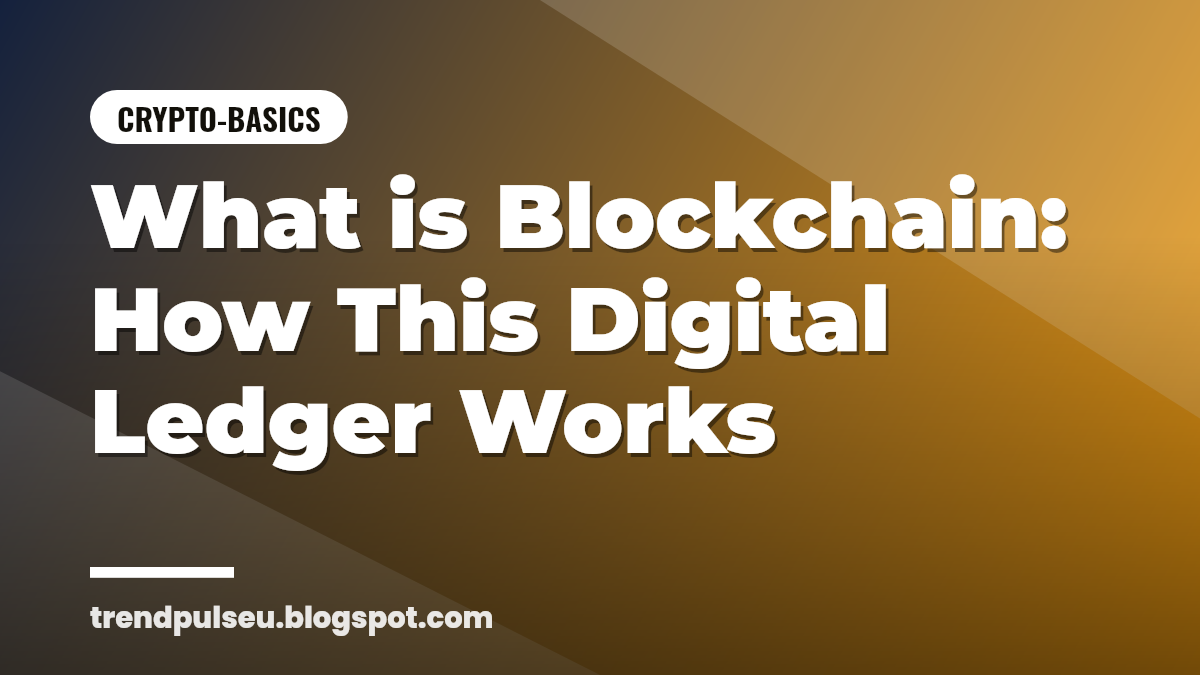 CRYPTO-BASICS
What is Blockchain:
How This Digital
Ledger Works
trendpulseu.blogspot.com